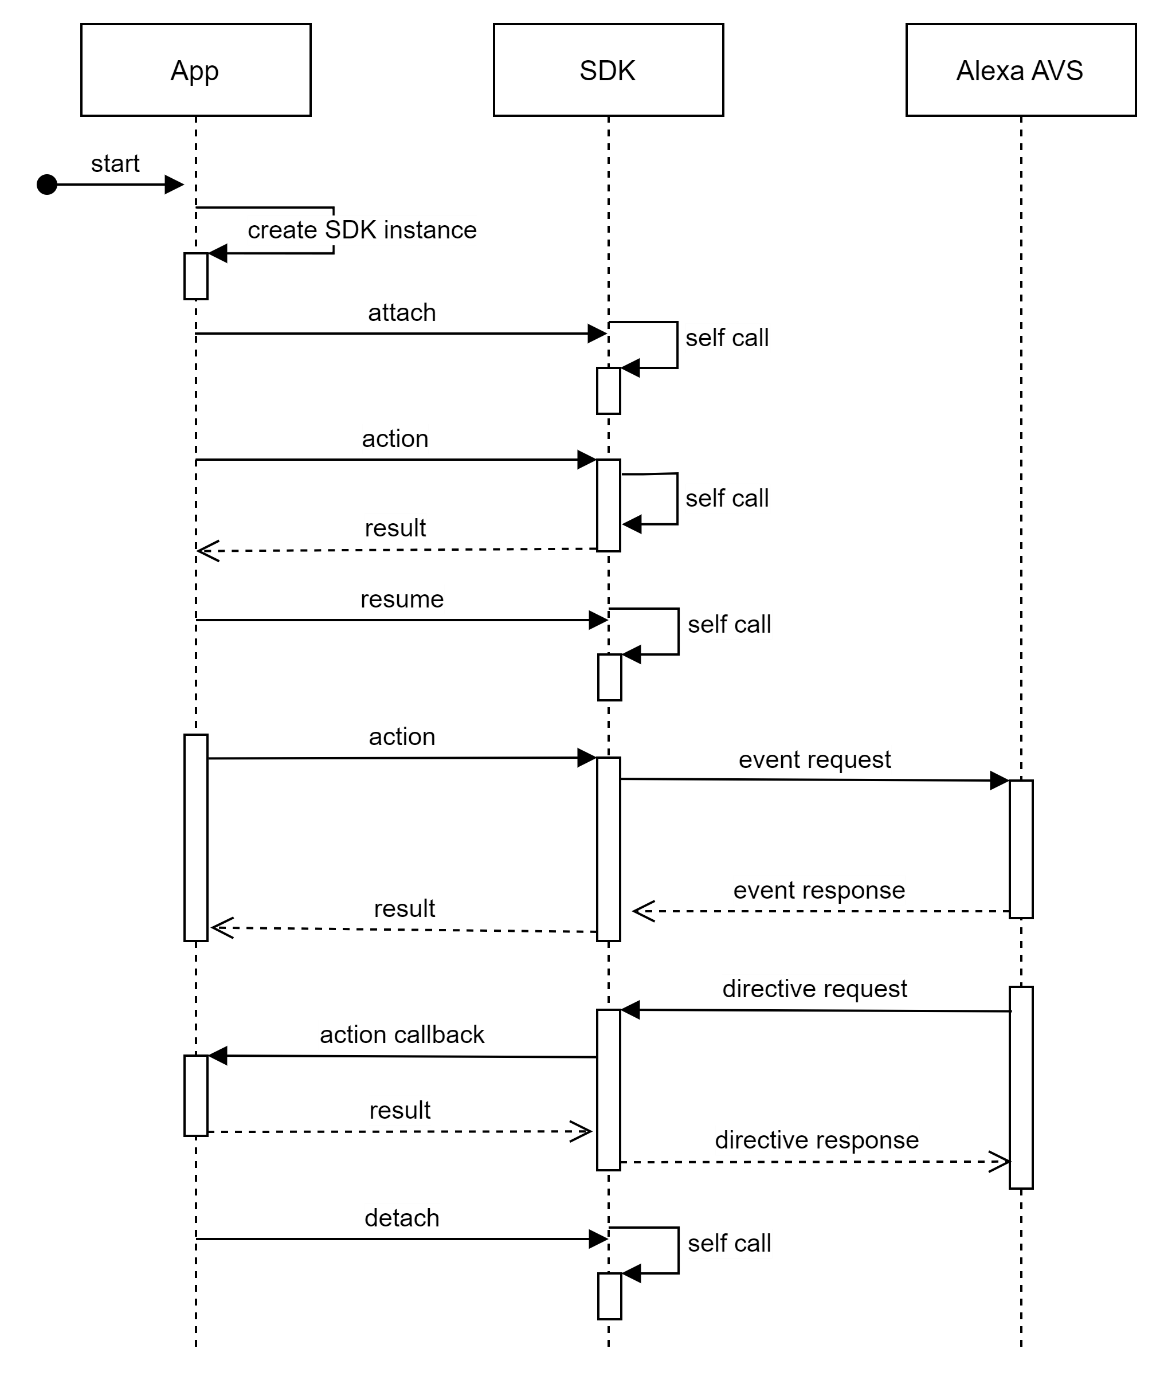 App
SDK
Alexa AVS
start
create SDK instance
attach
self call
action
self call
result
resume
self call
action
event request
event response
result
directive request
action callback
result
directive response
detach
self call